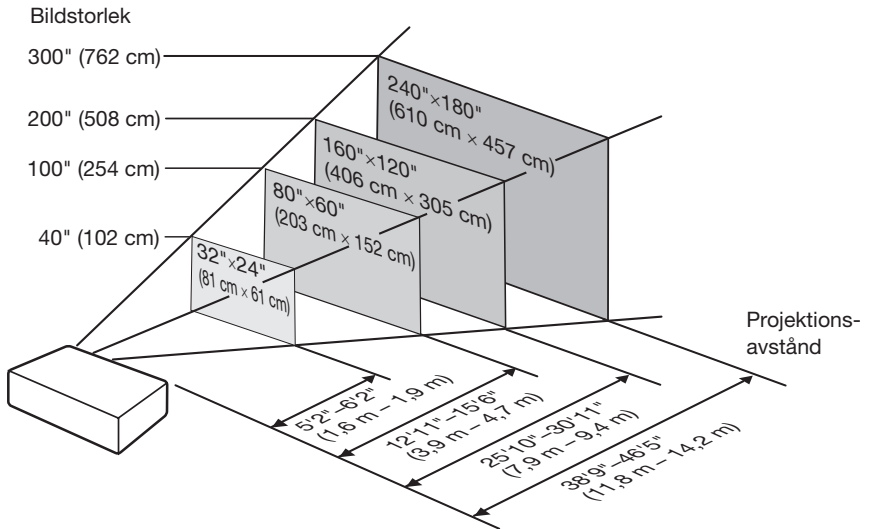 Bildstorlek
300" (762 cm)
200" (508 cm)
100" (254 cm)
40" (102 cm)
240"×180"
(610 cm × 457 cm)
160"×120"
(406 cm × 305 cm)
80"×60"
(203 cm × 152 cm)
32"×24"
(81 cm × 61 cm)
Projektions-
avstånd
5'2"–6'2"
(1,6 m – 1,9 m)
12'11"–15'6"
(3,9 m – 4,7 m)
25'10"–30'11"
(7,9 m – 9,4 m)
38'9"–46'5"
(11,8 m – 14,2 m)